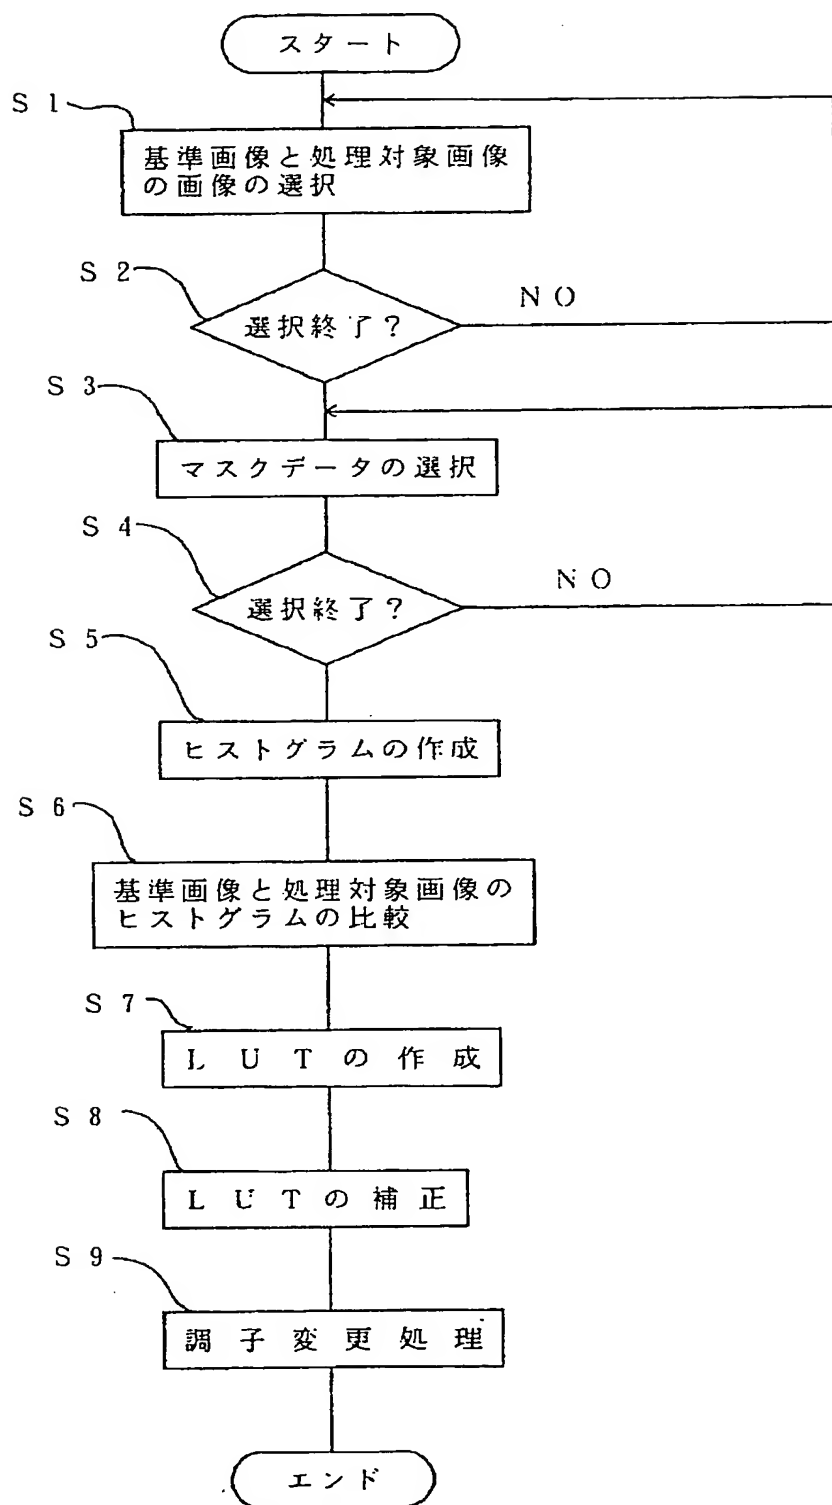 スタート
S 1
基準画像と処理対象画像
の画像の選択
S 2
選択終了?
NO
S 3
マスクデータの選択
S 4
選択終了?
NO
S 5
ヒストグラムの作成
S 6
基準画像と処理対象画像の
ヒストグラムの比較
S 7
LUTの作成
S 8
LUTの補正
S 9
調子変更処理
エンド